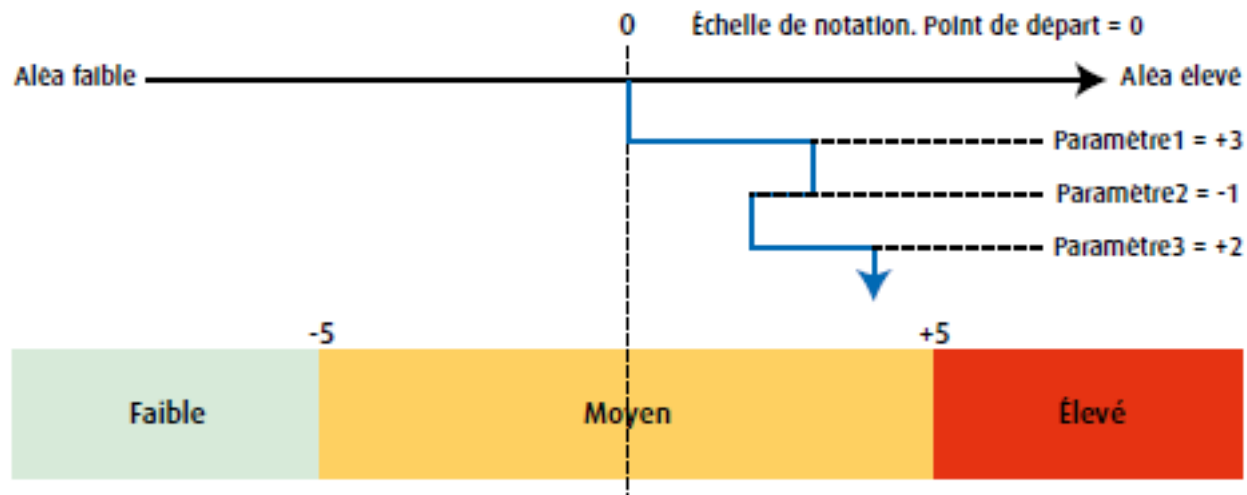 0 Échelle de notation. Point de départ = 0
Aléa faible Aléa élevé
Paramètre1 = +3
Paramètre2 = -1
Paramètre3 = +2
-5 +5
Faible Moyen Élevé